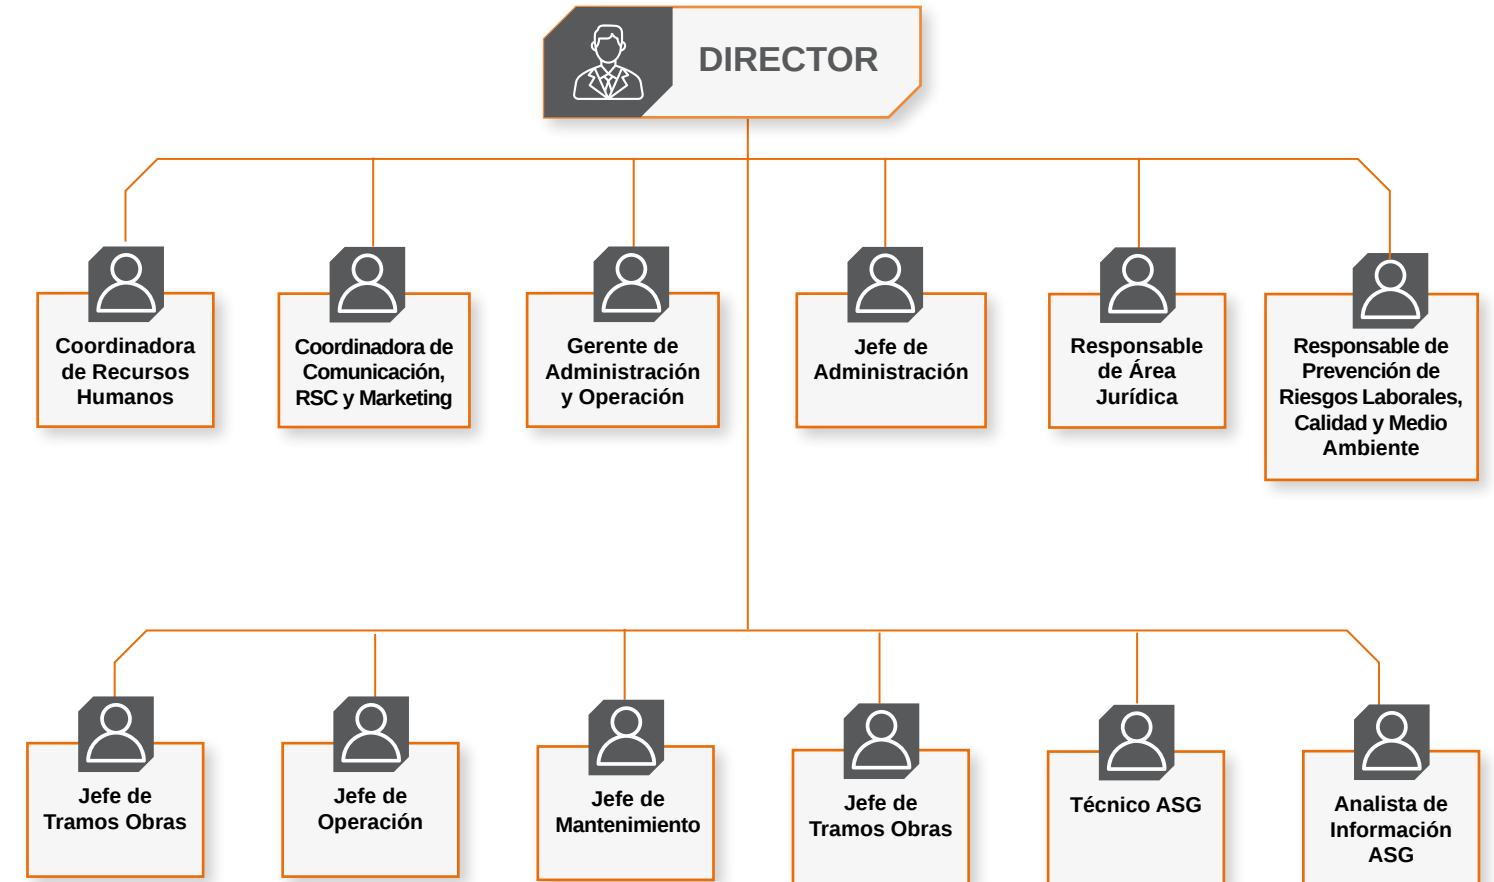 DIRECTOR
Coordinadora
de Recursos
Humanos
Coordinadora de
Comunicación,
RSC y Marketing
Gerente de
Administración
y Operación
Jefe de
Administración
Responsable
de Área
Jurídica
Responsable de
Prevención de
Riesgos Laborales,
Calidad y Medio
Ambiente
Jefe de
Tramos Obras
Jefe de
Operación
Jefe de
Mantenimiento
Jefe de
Tramos Obras
Técnico ASG
Analista de
Información
ASG